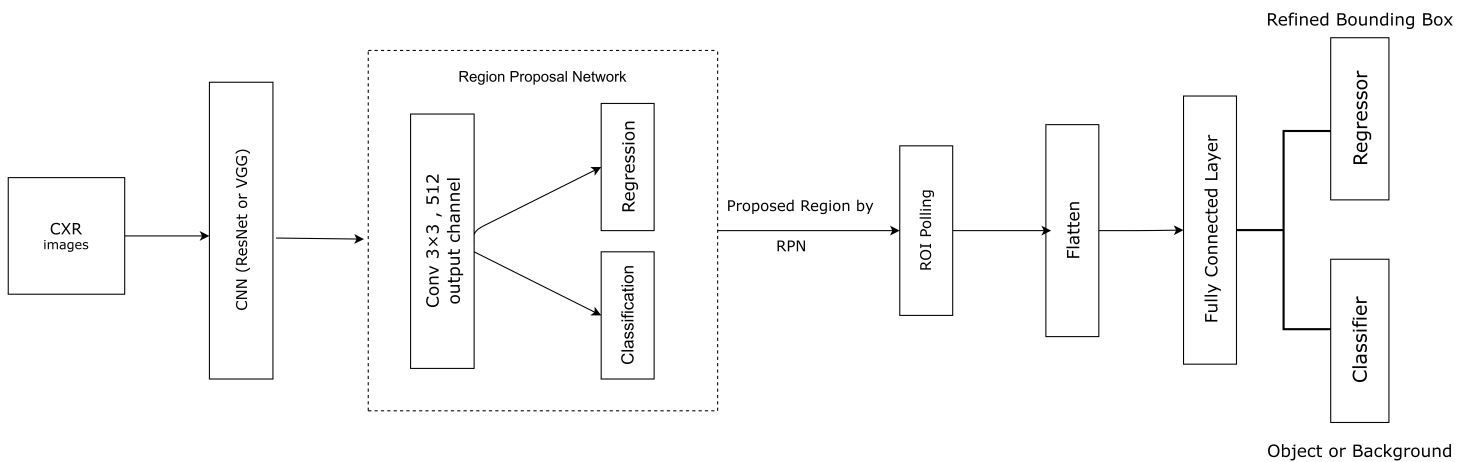 CXR
images
CNN (ResNet or VGG)
Region Proposal Network
Conv 3×3 , 512
output channel
Regression
Classification
Proposed Region by
RPN
ROI Polling
Flatten
Fully Connected Layer
Refined Bounding Box
Regressor
Classifier
Object or Background